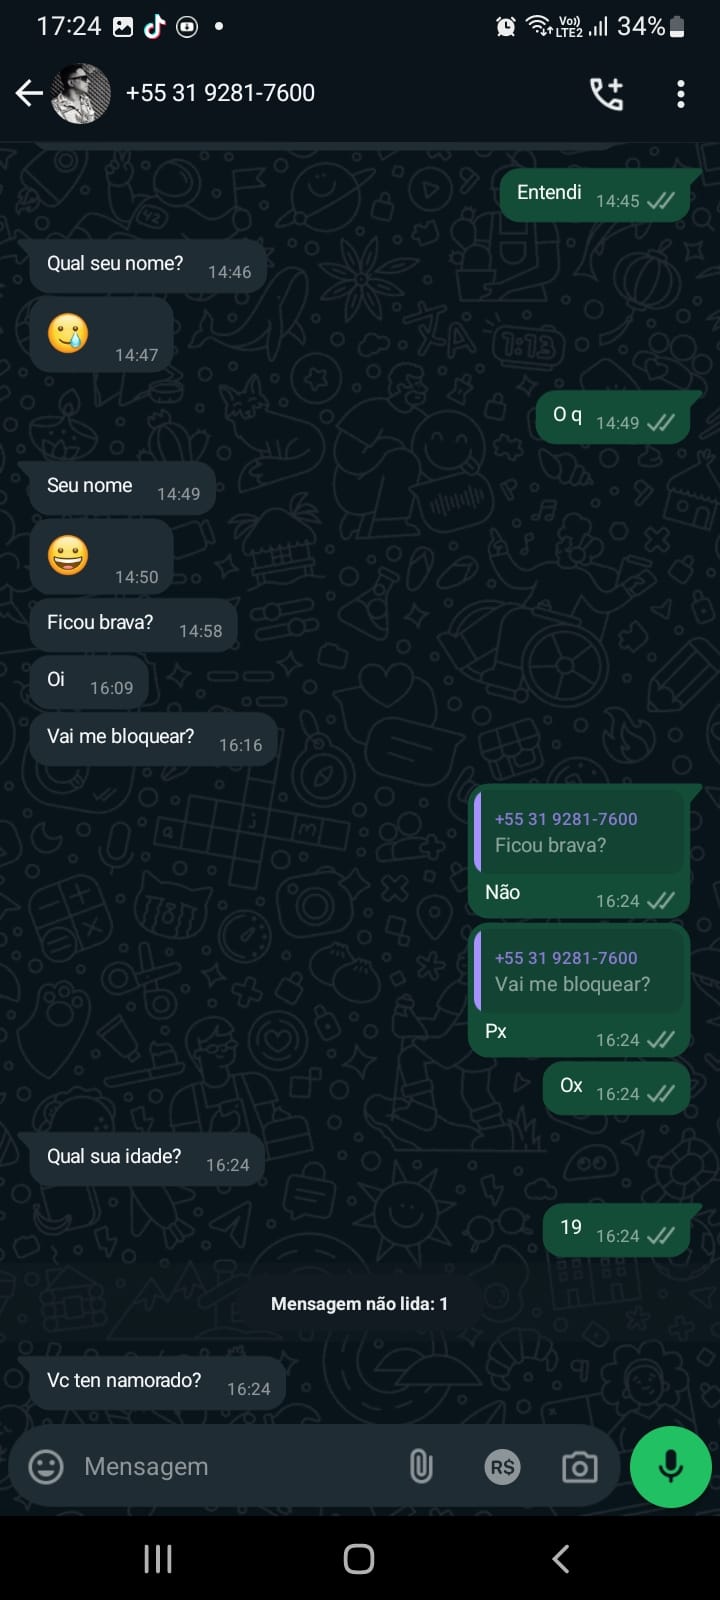 17:24 Vo)) LTE2 34%
+55 31 9281-7600
Entendi 14:45
Qual seu nome? 14:46
🥲 14:47
O q 14:49
Seu nome 14:49
😀 14:50
Ficou brava? 14:58
Oi 16:09
Vai me bloquear? 16:16
+55 31 9281-7600
Ficou brava?
Não 16:24
+55 31 9281-7600
Vai me bloquear?
Px 16:24
Ox 16:24
Qual sua idade? 16:24
19 16:24
Mensagem não lida: 1
Vc ten namorado? 16:24
Mensagem R$